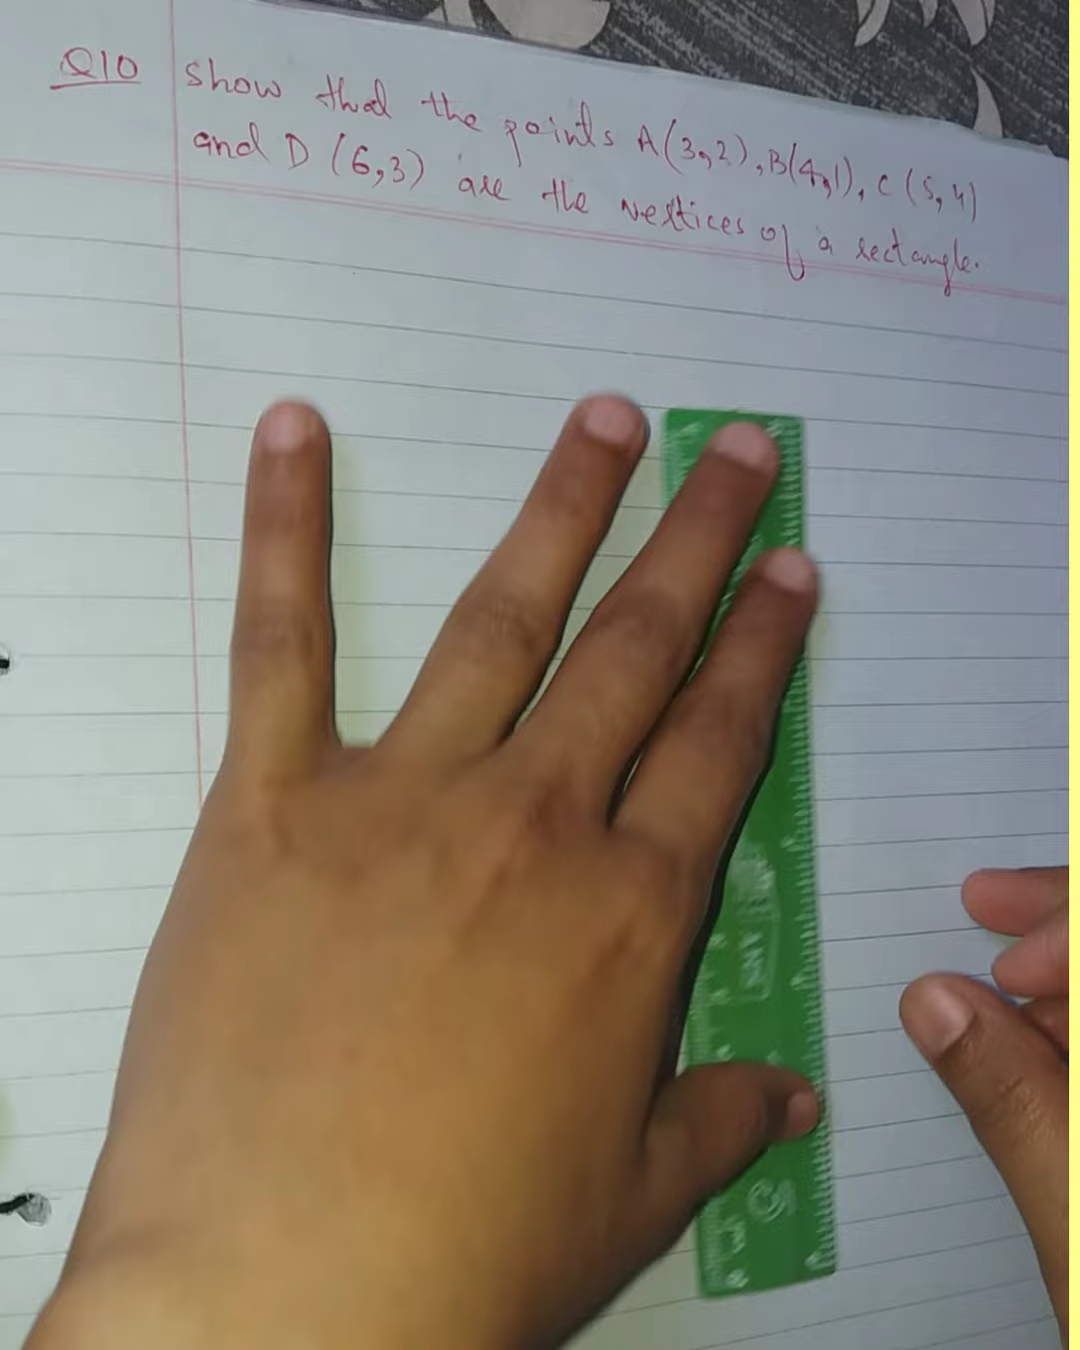 Q10 show that the points A(3,2), B(4,1), C(5,4)
and D (6,3) are the vertices of a rectangle.